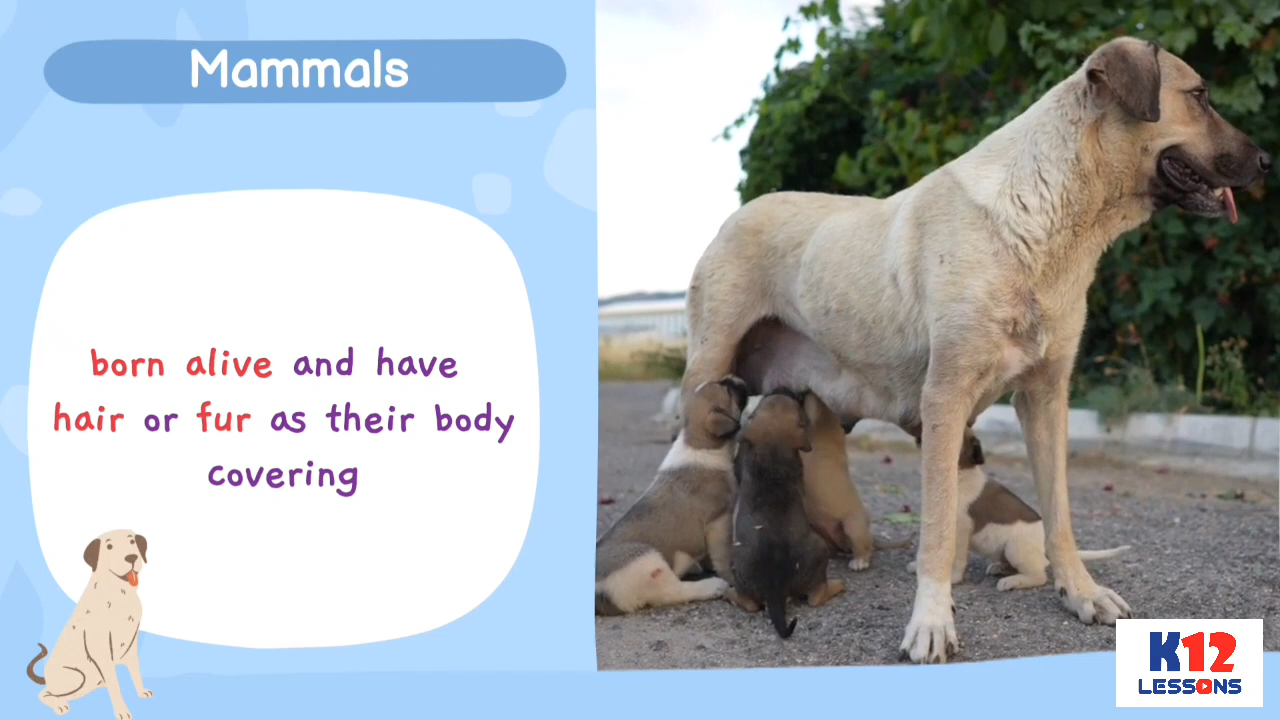 Mammals
born alive and have
hair or fur as their body
covering
K12
LESSONS